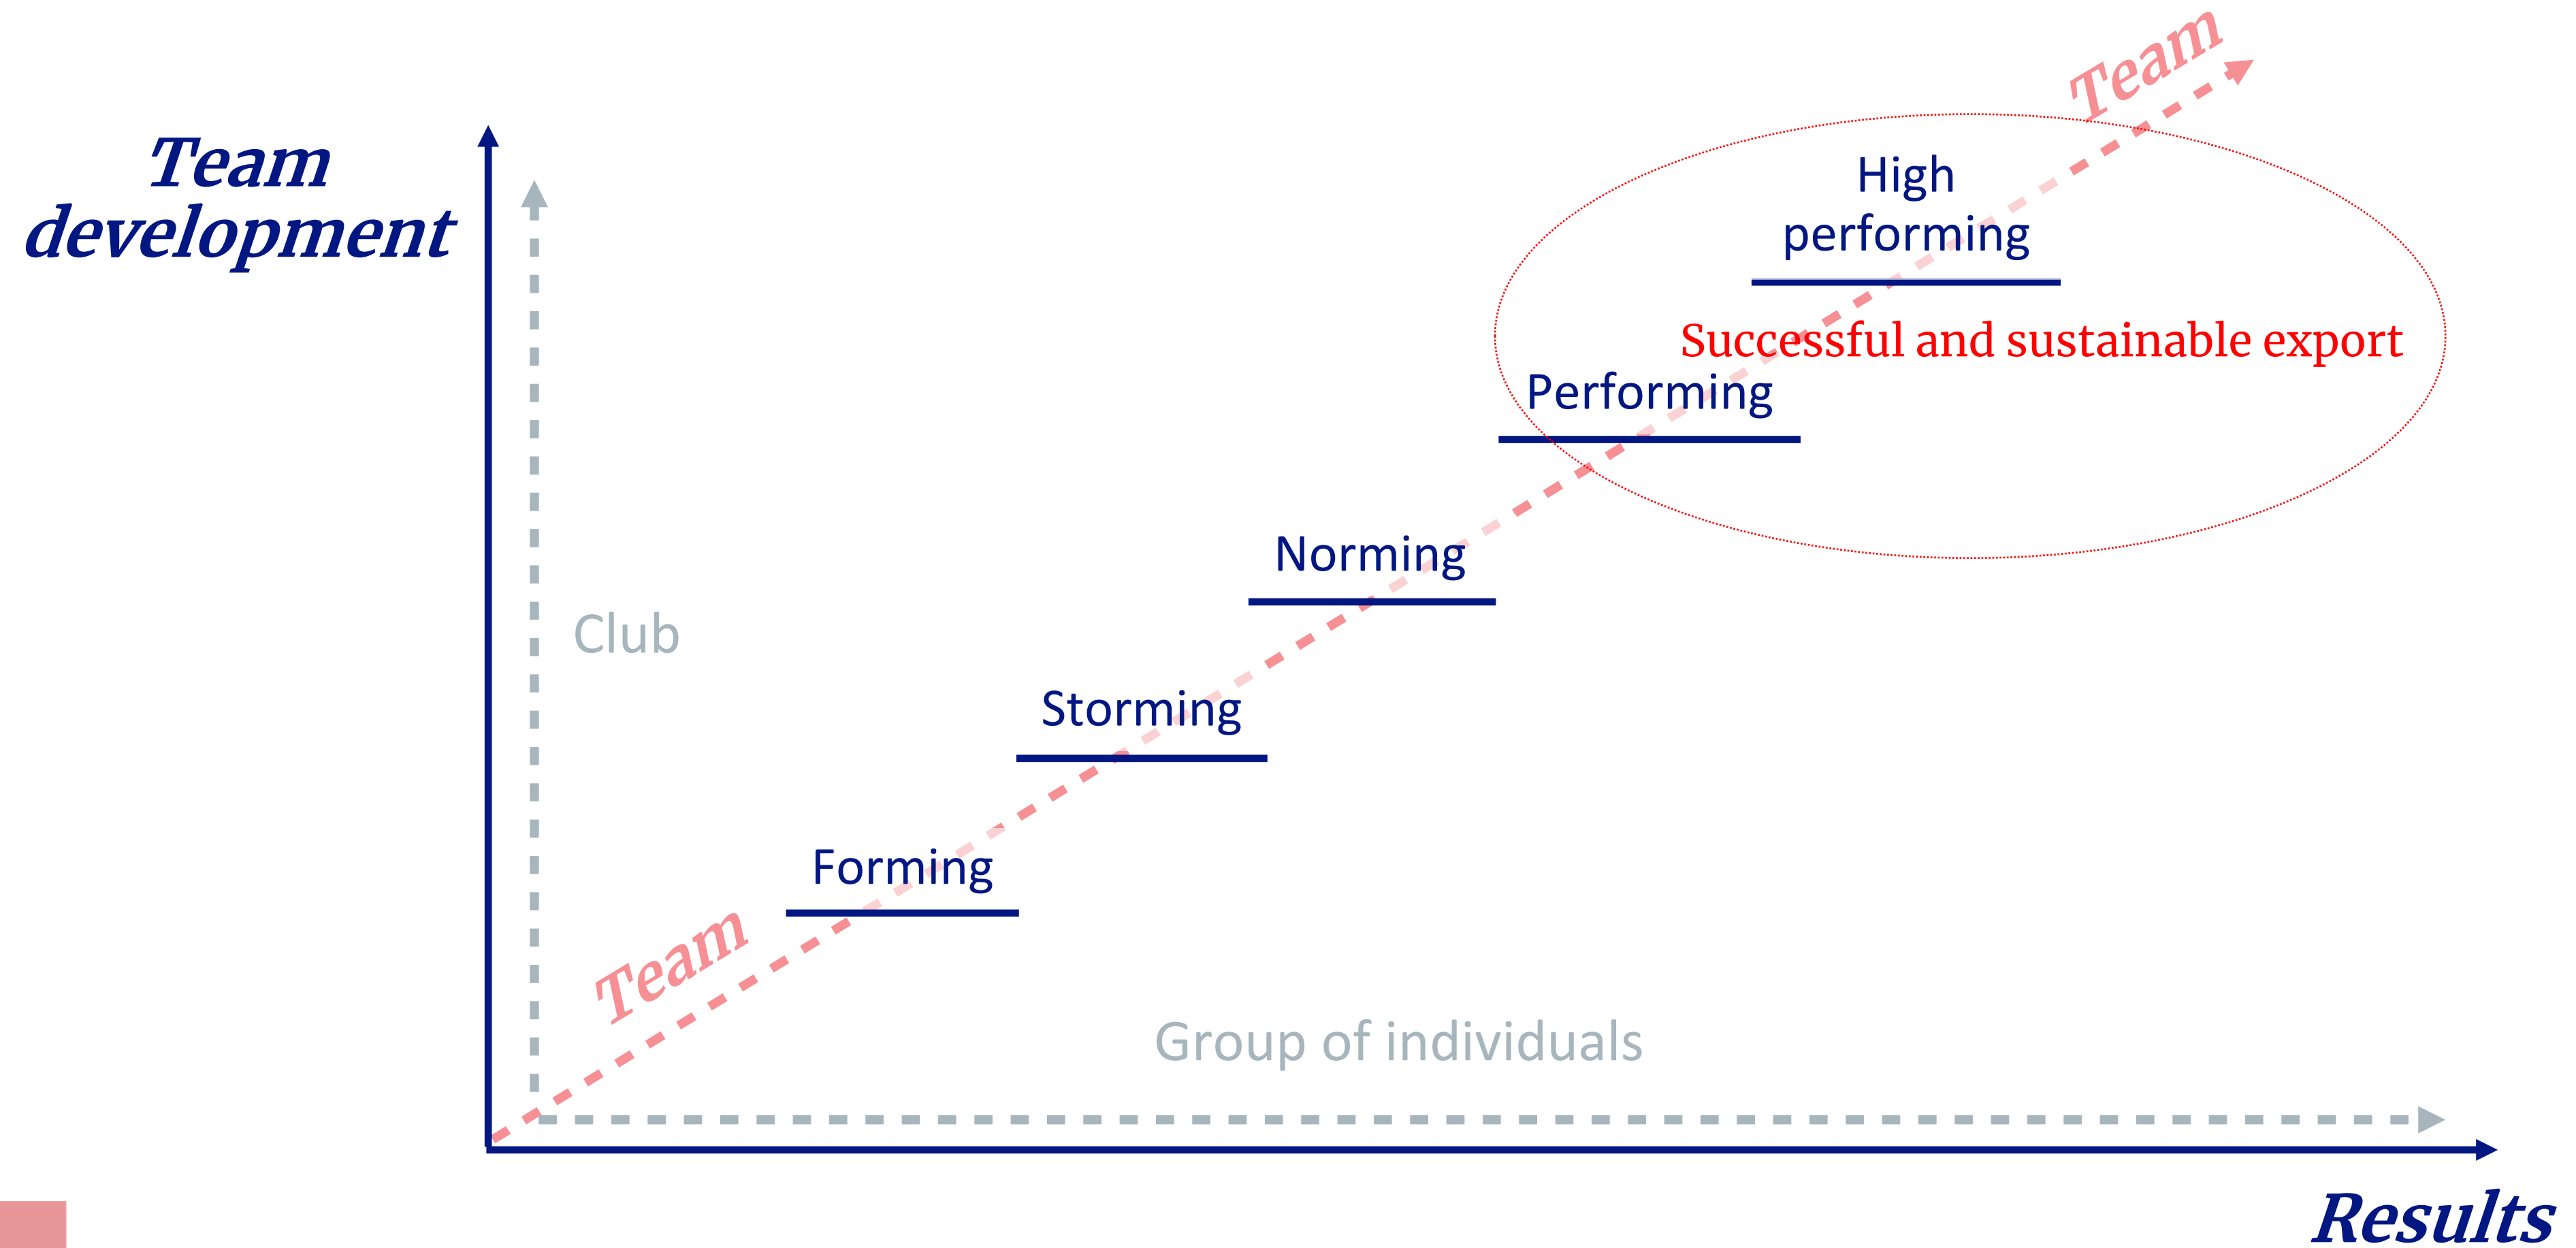 Team
Team
development
High
performing
Successful and sustainable export
Performing
Norming
Club
Storming
Forming
Team
Group of individuals
Results